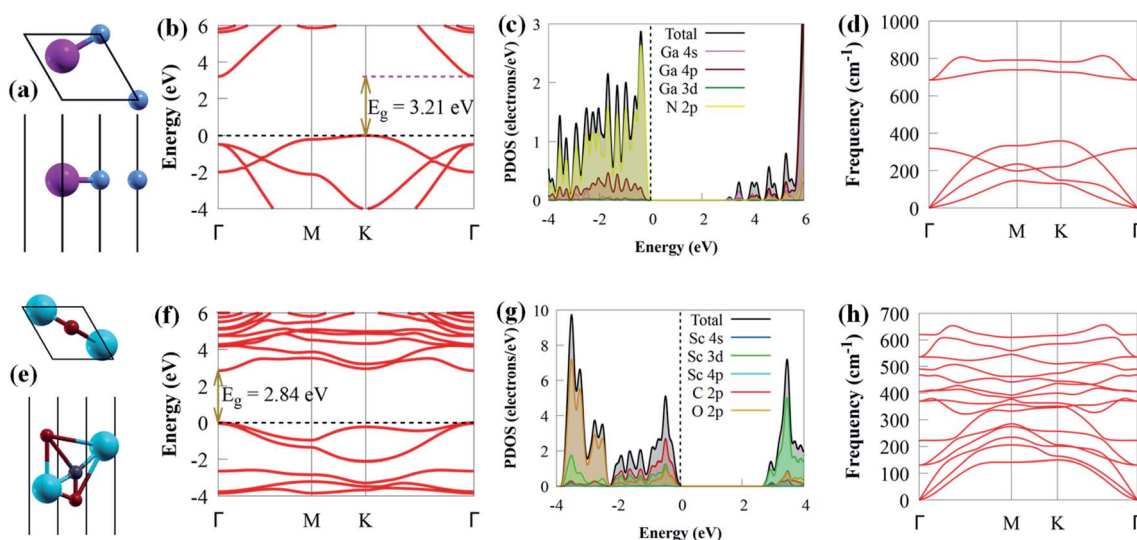 (a)
(b)
Energy (eV)
6
4
2
0
-2
-4
E_g = 3.21 eV
Γ M K Γ
(c)
PDOS (electrons/eV)
3
2
1
0
Total
Ga 4s
Ga 4p
Ga 3d
N 2p
-4 -2 0 2 4 6
Energy (eV)
(d)
Frequency (cm⁻¹)
1000
800
600
400
200
0
Γ M K Γ
(e)
(f)
Energy (eV)
6
4
2
0
-2
-4
E_g = 2.84 eV
Γ M K Γ
(g)
PDOS (electrons/eV)
10
8
6
4
2
0
Total
Sc 4s
Sc 3d
Sc 4p
C 2p
O 2p
-4 -2 0 2 4
Energy (eV)
(h)
Frequency (cm⁻¹)
700
600
500
400
300
200
100
0
Γ M K Γ